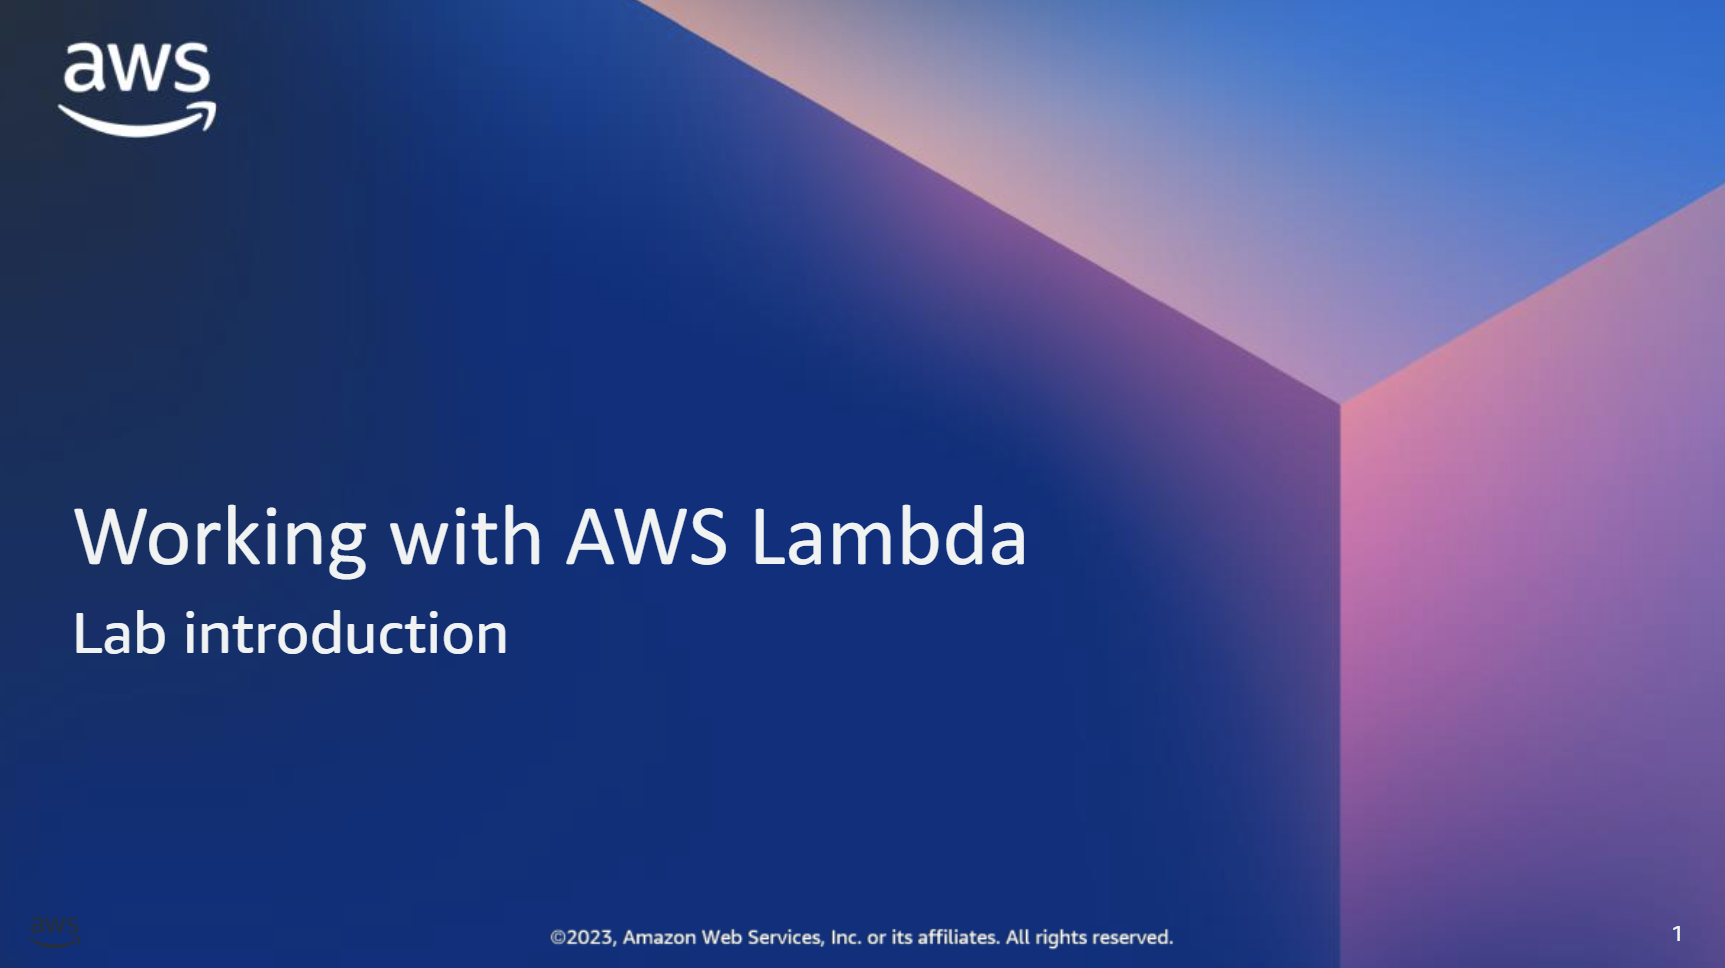 aws
Working with AWS Lambda
Lab introduction
aws
©2023, Amazon Web Services, Inc. or its affiliates. All rights reserved.
1